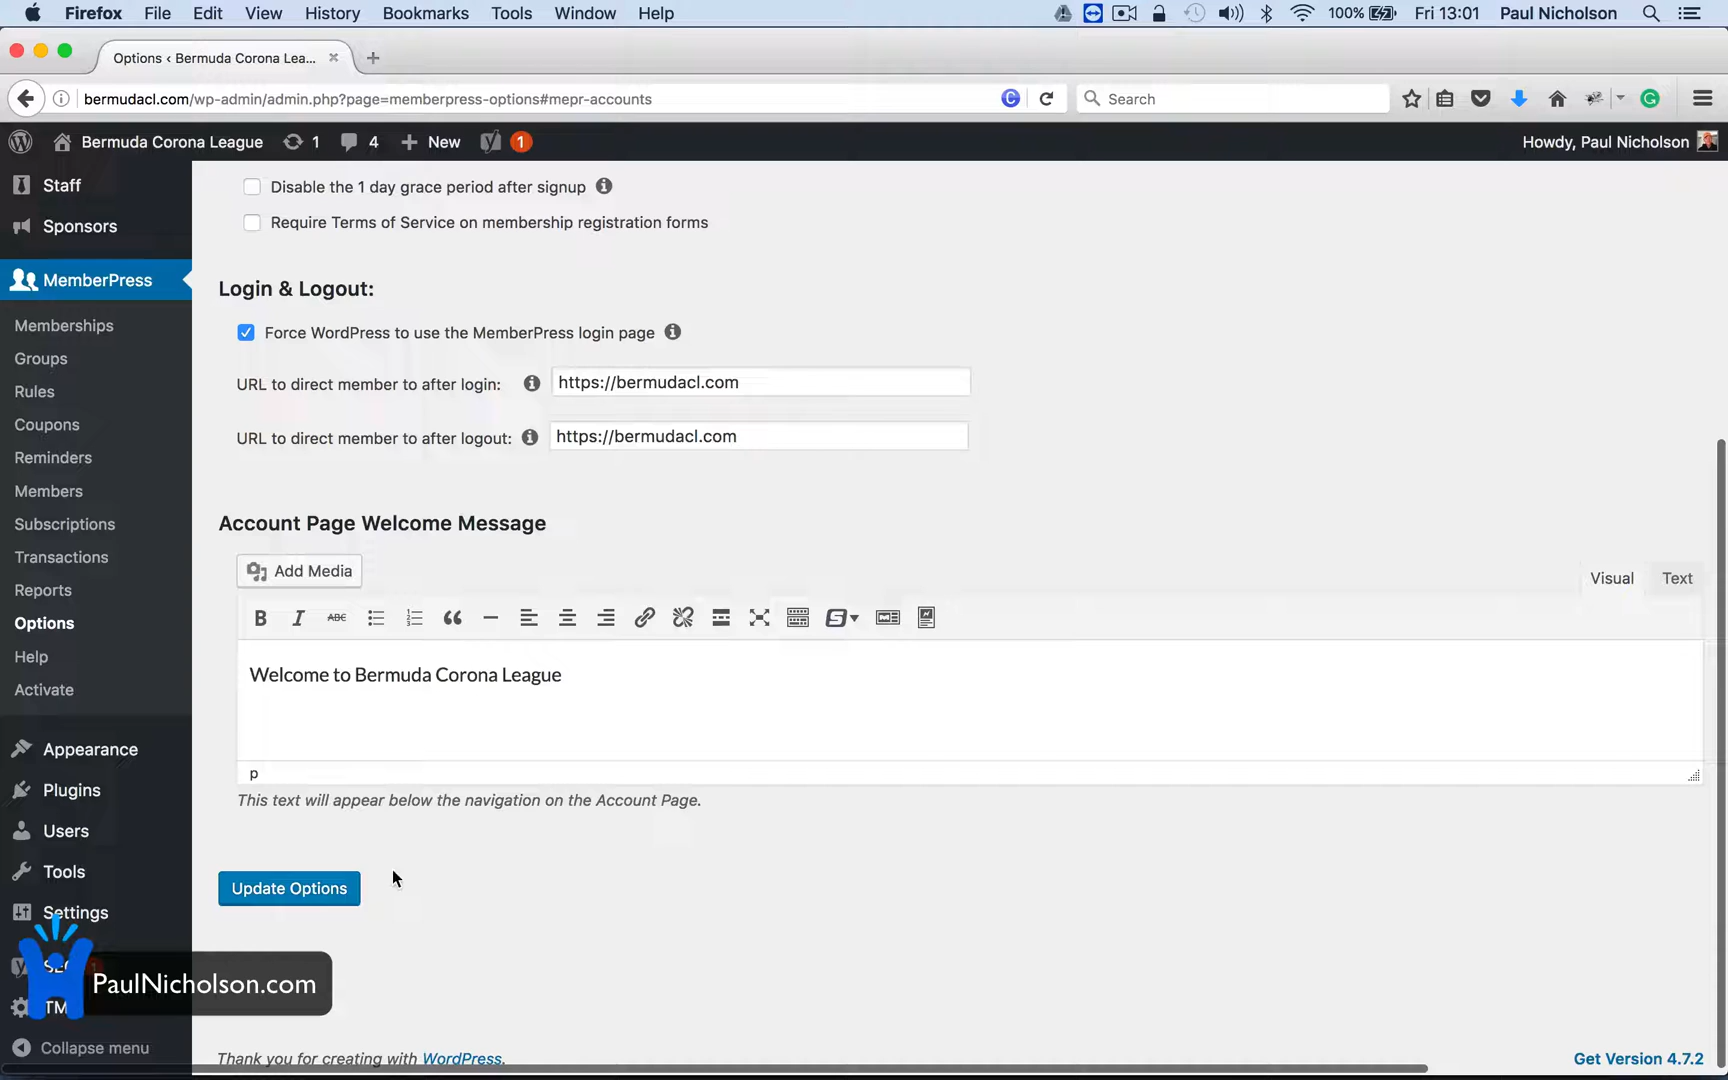 Firefox File Edit View History Bookmarks Tools Window Help 100% Fri 13:01 Paul Nicholson
Options ‹ Bermuda Corona Lea...
bermudacl.com/wp-admin/admin.php?page=memberpress-options#mepr-accounts Search
Bermuda Corona League 1 4 New 1 Howdy, Paul Nicholson
Staff
Sponsors
MemberPress
Memberships
Groups
Rules
Coupons
Reminders
Members
Subscriptions
Transactions
Reports
Options
Help
Activate
Appearance
Plugins
Users
Tools
Settings
Collapse menu
Disable the 1 day grace period after signup
Require Terms of Service on membership registration forms
Login & Logout:
Force WordPress to use the MemberPress login page
URL to direct member to after login: https://bermudacl.com
URL to direct member to after logout: https://bermudacl.com
Account Page Welcome Message
Add Media
Visual Text
B I ABC
Welcome to Bermuda Corona League
p
This text will appear below the navigation on the Account Page.
Update Options
PaulNicholson.com
Thank you for creating with WordPress.
Get Version 4.7.2